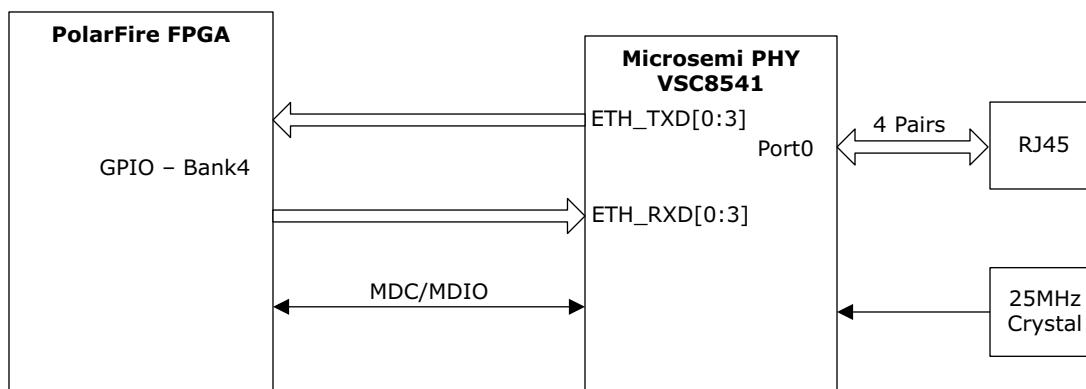 PolarFire FPGA
Microsemi PHY
VSC8541
ETH_TXD[0:3]
4 Pairs
Port0
RJ45
GPIO – Bank4
ETH_RXD[0:3]
MDC/MDIO
25MHz
Crystal